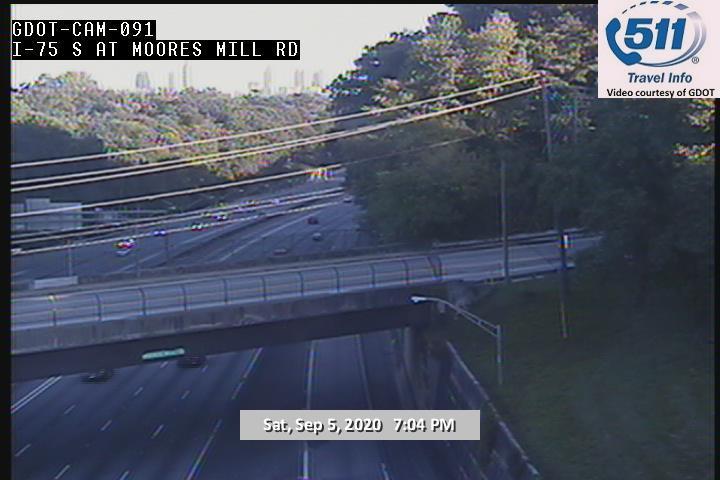 GDOT-CAM-091
I-75 S AT MOORES MILL RD
511
®
Travel Info
Video courtesy of GDOT
Sat, Sep 5, 2020 7:04 PM